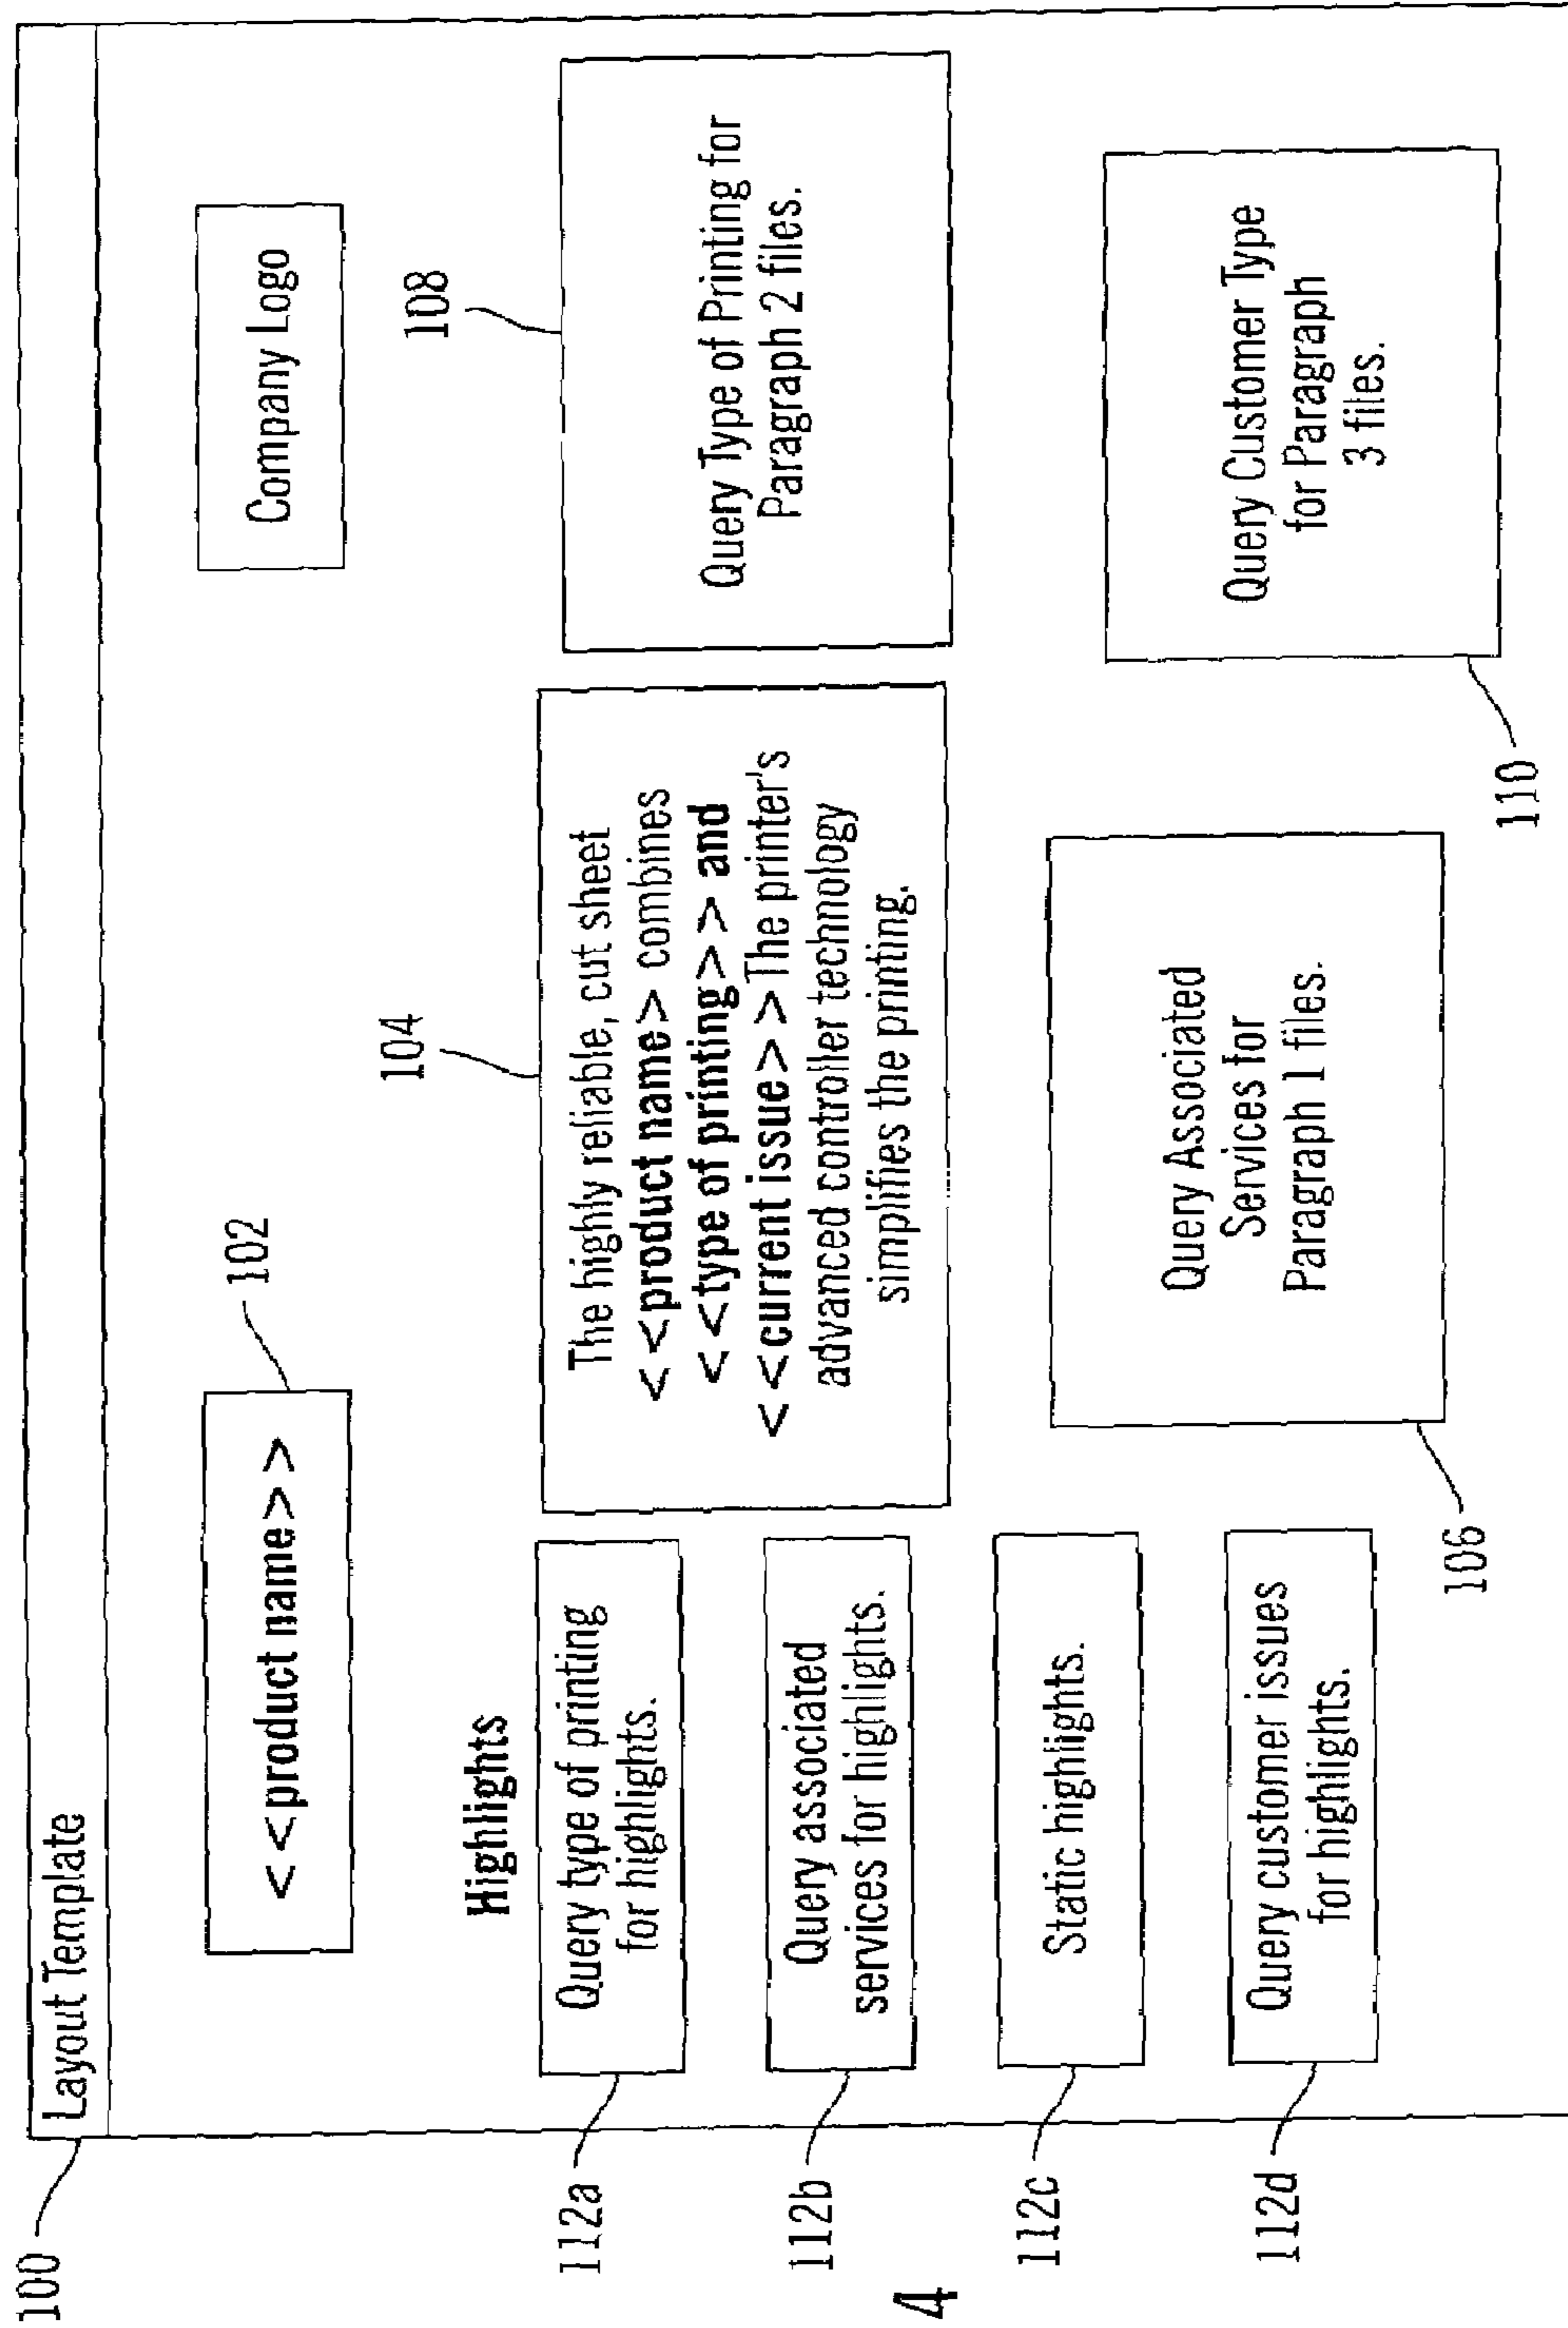 100
Layout Template
<<product name>>
102
Company Logo
Highlights
112a
Query type of printing
for highlights.
112b
Query associated
services for highlights.
112c
Static highlights.
112d
Query customer issues
for highlights.
104
The highly reliable, cut sheet
<<product name> combines
<<type of printing>> and
<<current issue>>The printer's
advanced controller technology
simplifies the printing.
108
Query Type of Printing for
Paragraph 2 files.
106
Query Associated
Services for
Paragraph 1 files.
110
Query Customer Type
for Paragraph
3 files.
4